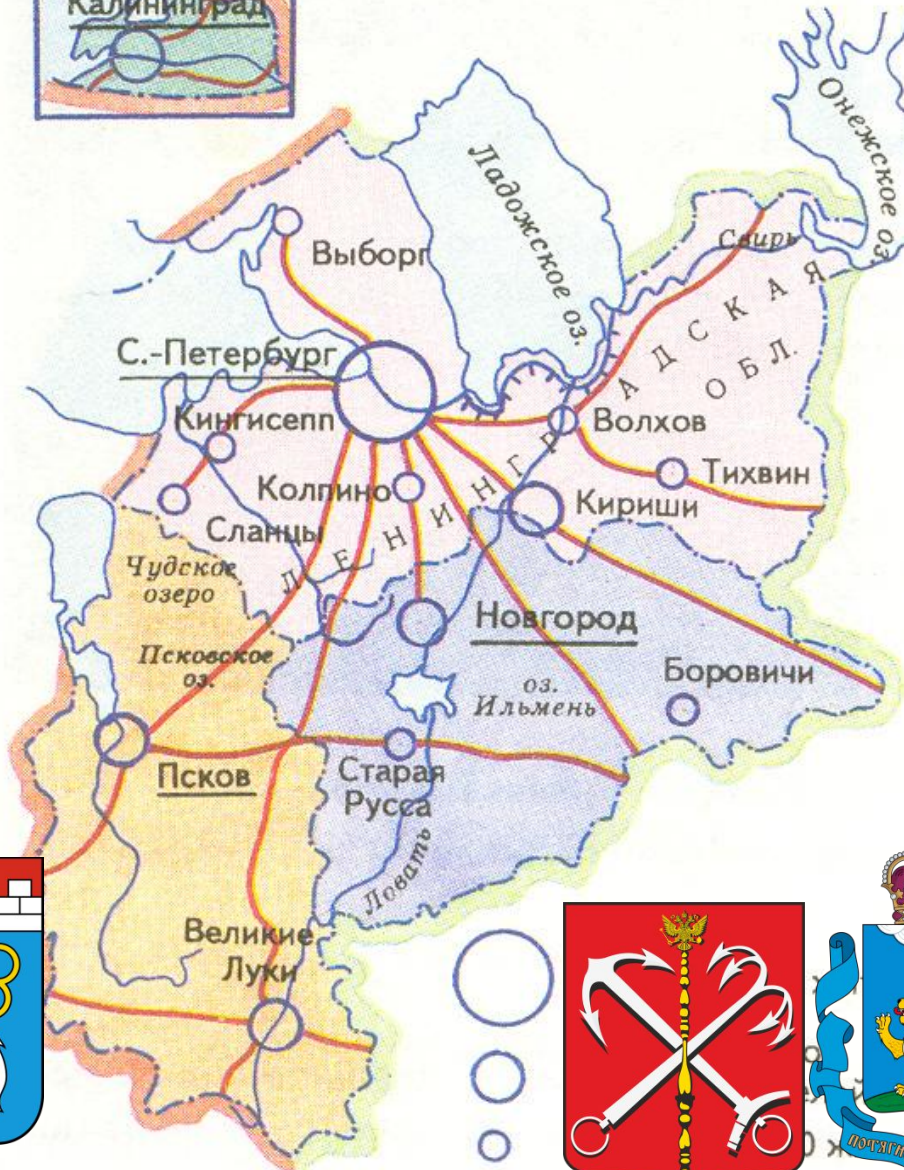 Калининград
Онежское оз.
Ладожское оз.
Свирь
Выборг
ЛЕНИНГРАДСКАЯ
ОБЛ.
С.-Петербург
Кингисепп
Волхов
Тихвин
Колпино
Кириши
Сланцы
Чудское
озеро
Новгород
Псковское
оз.
Боровичи
оз.
Ильмень
Псков
Старая
Русса
Ловать
Великие
Луки